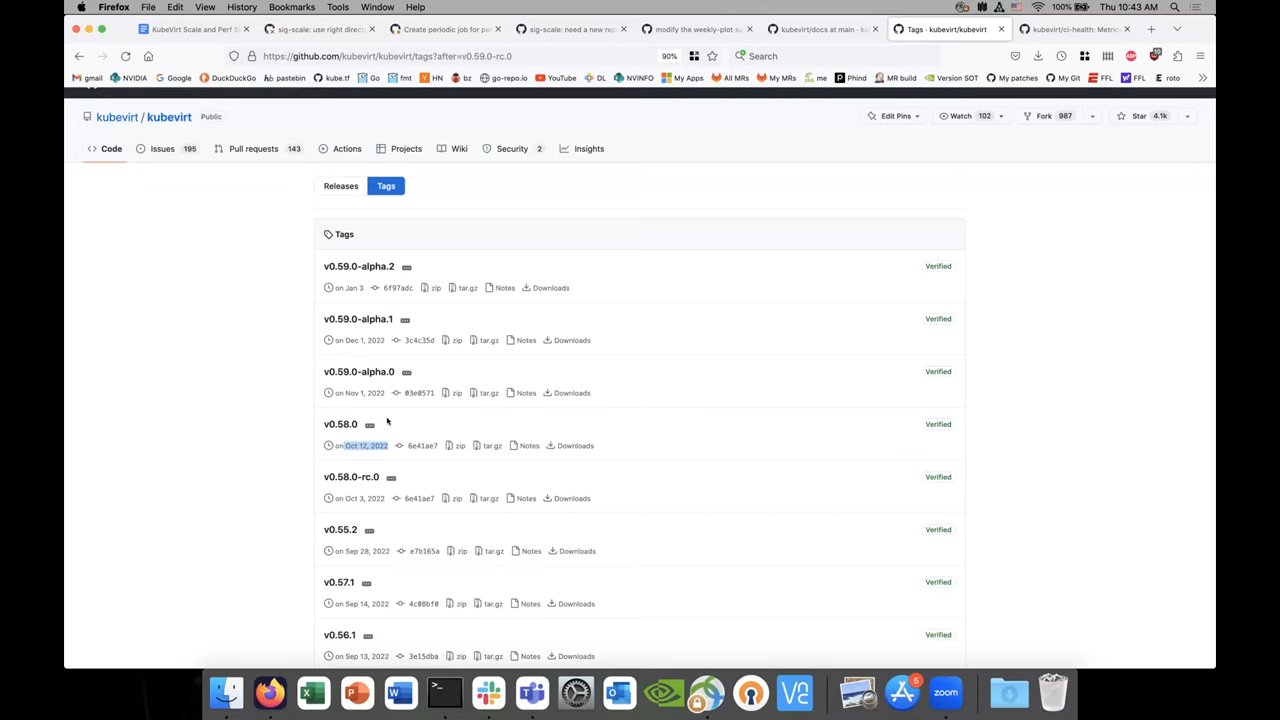 Firefox File Edit View History Bookmarks Tools Window Help 100% Thu 10:43 AM
KubeVirt Scale and Perf S sig-scale: use right direct Create periodic job for per sig-scale: need a new rep modify the weekly-plot su kubevirt/docs at main · ku Tags · kubevirt/kubevirt kubevirt/ci-health: Metric
https://github.com/kubevirt/kubevirt/tags?after=v0.59.0-rc.0 90% Search
gmail NVIDIA Google DuckDuckGo pastebin kube.tf Go fmt HN bz go-repo.io YouTube DL NVINFO My Apps All MRs My MRs me Phind MR build Version SOT My patches My Git FFL FFL roto
kubevirt / kubevirt Public Edit Pins Watch 102 Fork 987 Star 4.1k
Code Issues 195 Pull requests 143 Actions Projects Wiki Security 2 Insights
Releases Tags
Tags
v0.59.0-alpha.2 Verified
on Jan 3 6f97adc zip tar.gz Notes Downloads
v0.59.0-alpha.1 Verified
on Dec 1, 2022 3c4c35d zip tar.gz Notes Downloads
v0.59.0-alpha.0 Verified
on Nov 1, 2022 03e0571 zip tar.gz Notes Downloads
v0.58.0 Verified
on Oct 12, 2022 6e41ae7 zip tar.gz Notes Downloads
v0.58.0-rc.0 Verified
on Oct 3, 2022 6e41ae7 zip tar.gz Notes Downloads
v0.55.2 Verified
on Sep 28, 2022 e7b165a zip tar.gz Notes Downloads
v0.57.1 Verified
on Sep 14, 2022 4c08bf0 zip tar.gz Notes Downloads
v0.56.1 Verified
on Sep 13, 2022 3e15dba zip tar.gz Notes Downloads
5
zoom